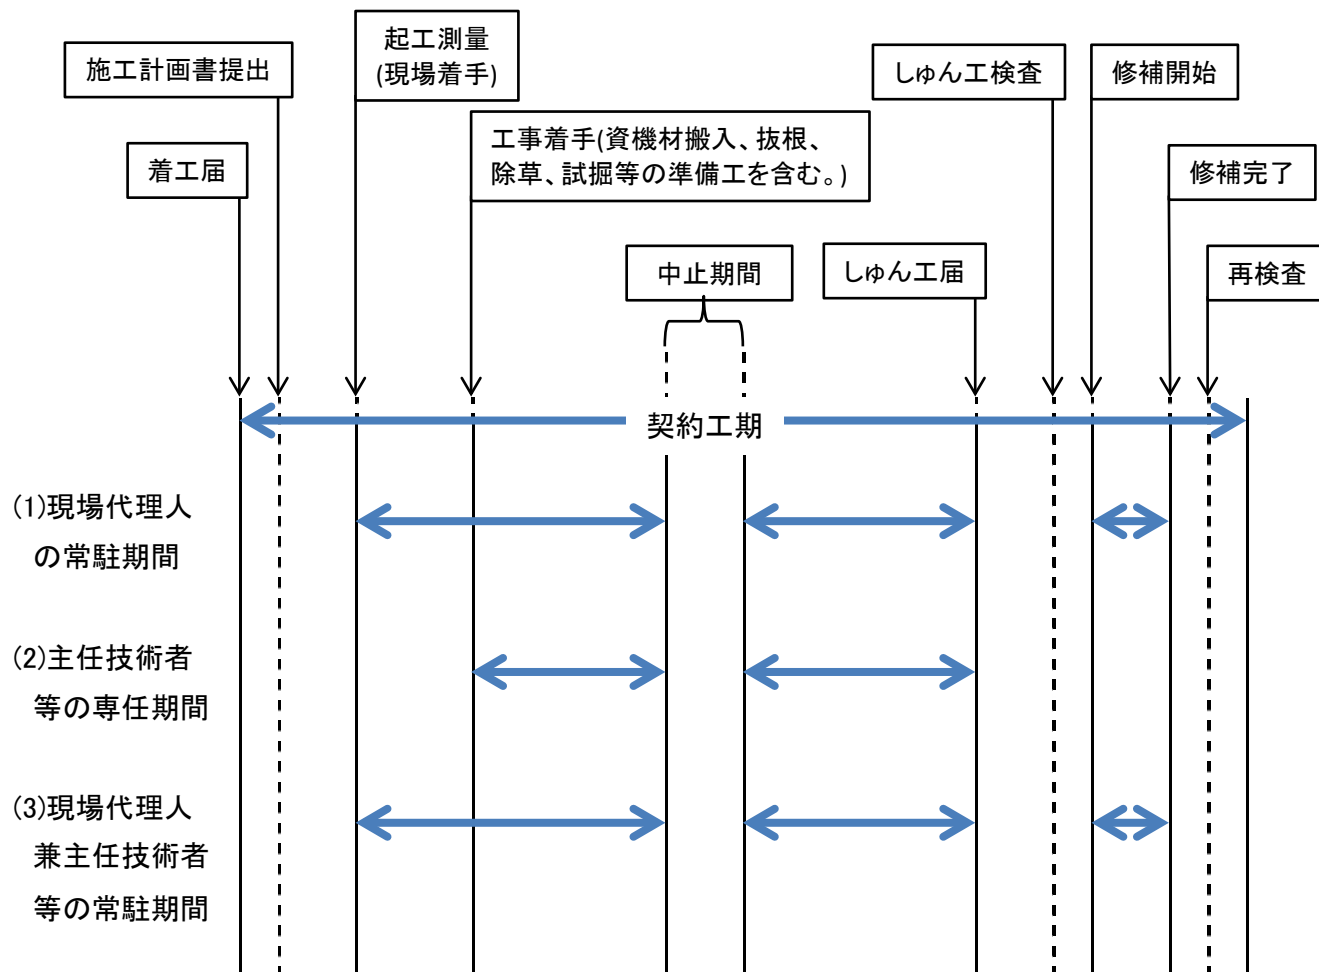 起工測量
(現場着手)
施工計画書提出
しゅん工検査
修補開始
工事着手(資機材搬入、抜根、
除草、試掘等の準備工を含む。)
着工届
修補完了
中止期間
しゅん工届
再検査
契約工期
(1)現場代理人
の常駐期間
(2)主任技術者
等の専任期間
(3)現場代理人
兼主任技術者
等の常駐期間